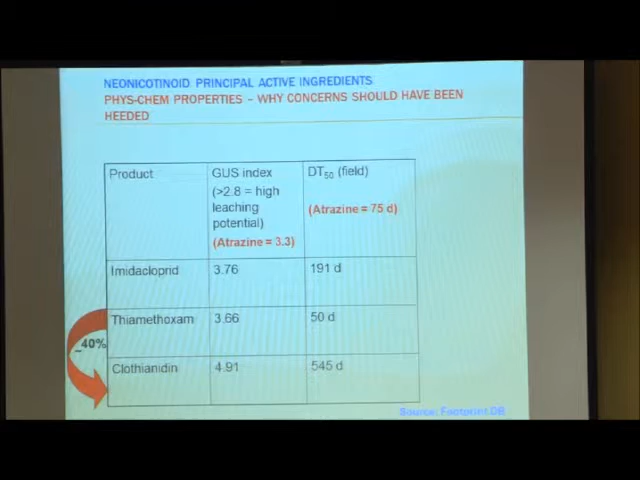 NEONICOTINOID PRINCIPAL ACTIVE INGREDIENTS
PHYS-CHEM PROPERTIES – WHY CONCERNS SHOULD HAVE BEEN
HEEDED
Product
GUS index
(>2.8 = high
leaching
potential)
(Atrazine = 3.3)
DT50 (field)
(Atrazine = 75 d)
Imidacloprid
3.76
191 d
Thiamethoxam
3.66
50 d
~40%
Clothianidin
4.91
545 d
Source: Footprint DB